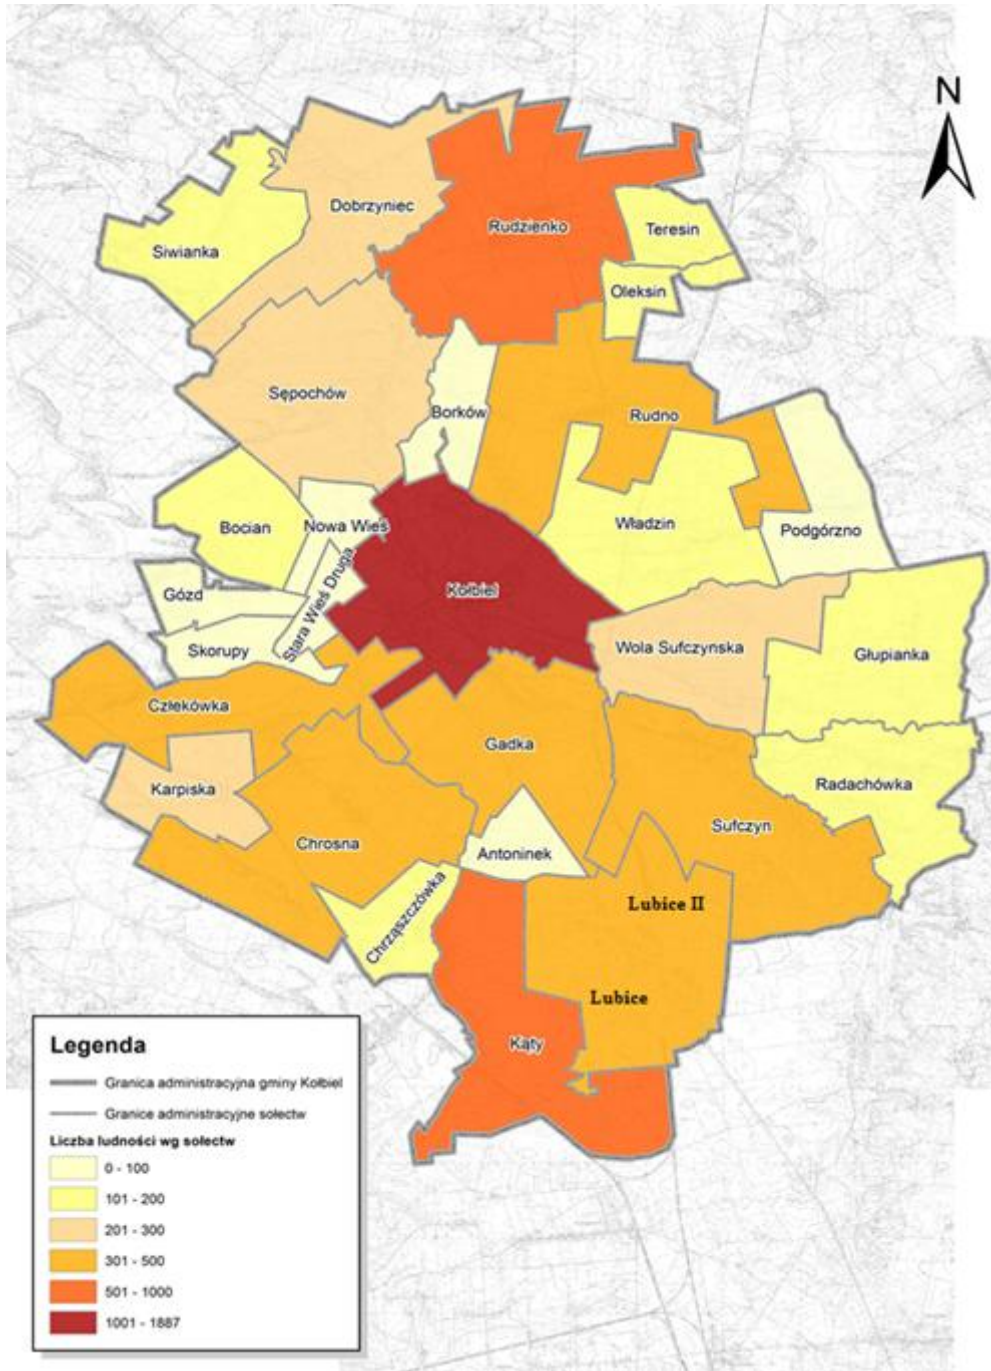 N
Dobrzyniec
Siwianka
Rudzienko
Teresin
Oleksin
Sępochów
Borków
Rudno
Bocian
Nowa Wieś
Władzin
Podgórzno
Gózd
Stara Wieś Druga
Kołbiel
Skorupy
Wola Sufczynska
Głupianka
Człekówka
Gadka
Karpiska
Radachówka
Chrosna
Antoninek
Sufczyn
Chrząszczówka
Lubice II
Lubice
Kąty
Legenda
Granica administracyjna gminy Kołbiel
Granice administracyjne sołectw
Liczba ludności wg sołectw
0 - 100
101 - 200
201 - 300
301 - 500
501 - 1000
1001 - 1887